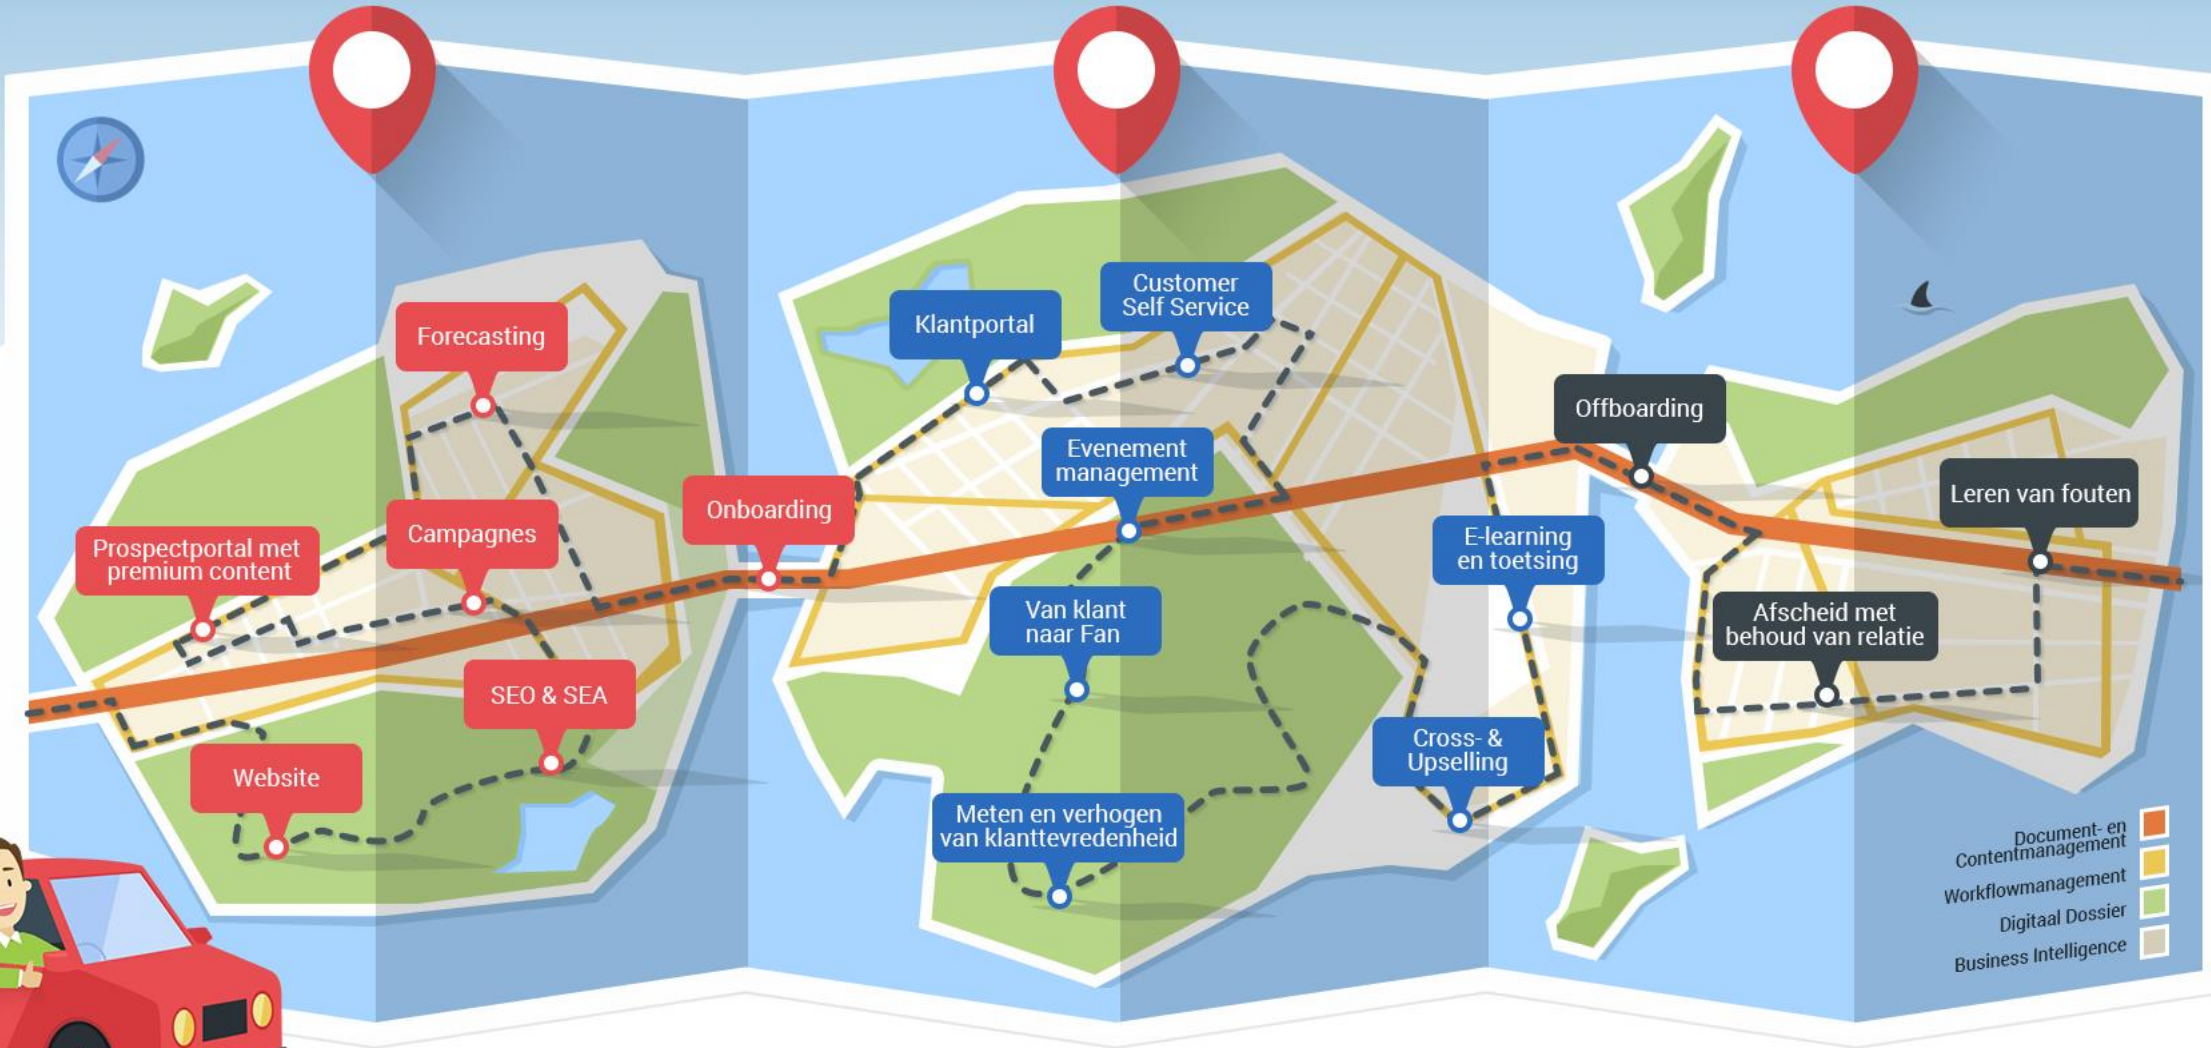 Forecasting
Prospectportal met
premium content
Campagnes
Onboarding
SEO & SEA
Website
Klantportal
Customer
Self Service
Evenement
management
Van klant
naar Fan
Meten en verhogen
van klanttevredenheid
E-learning
en toetsing
Cross- &
Upselling
Offboarding
Leren van fouten
Afscheid met
behoud van relatie
Document- en
Contentmanagement
Workflowmanagement
Digitaal Dossier
Business Intelligence